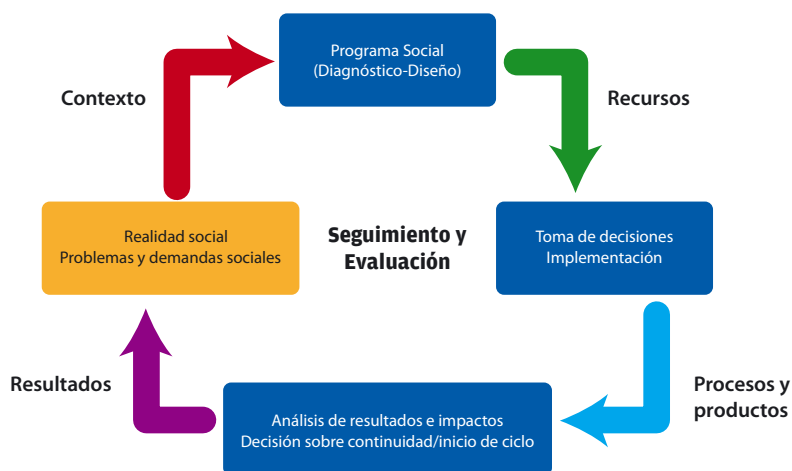 Programa Social
(Diagnóstico-Diseño)
Contexto
Recursos
Realidad social
Problemas y demandas sociales
Seguimiento y
Evaluación
Toma de decisiones
Implementación
Resultados
Procesos y
productos
Análisis de resultados e impactos
Decisión sobre continuidad/inicio de ciclo